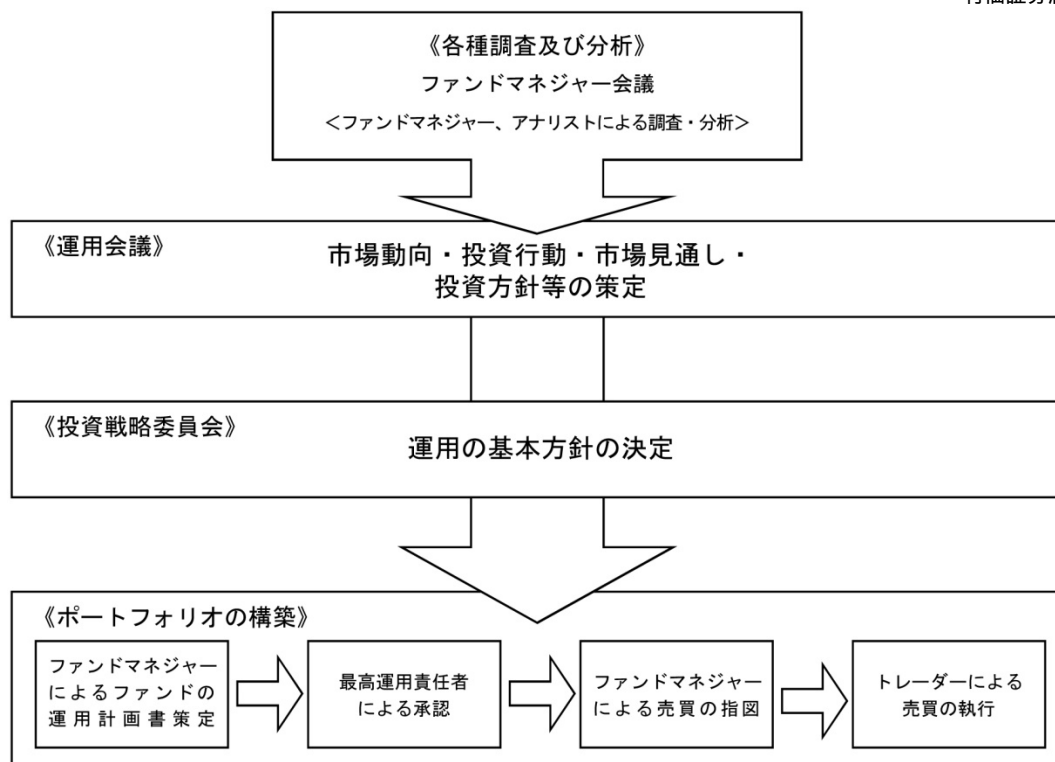 《各種調査及び分析》
ファンドマネジャー会議
＜ファンドマネジャー、アナリストによる調査・分析＞
《運用会議》
市場動向・投資行動・市場見通し・
投資方針等の策定
《投資戦略委員会》
運用の基本方針の決定
《ポートフォリオの構築》
ファンドマネジャー
によるファンドの
運用計画書策定
最高運用責任者
による承認
ファンドマネジャー
による売買の指図
トレーダーによる
売買の執行